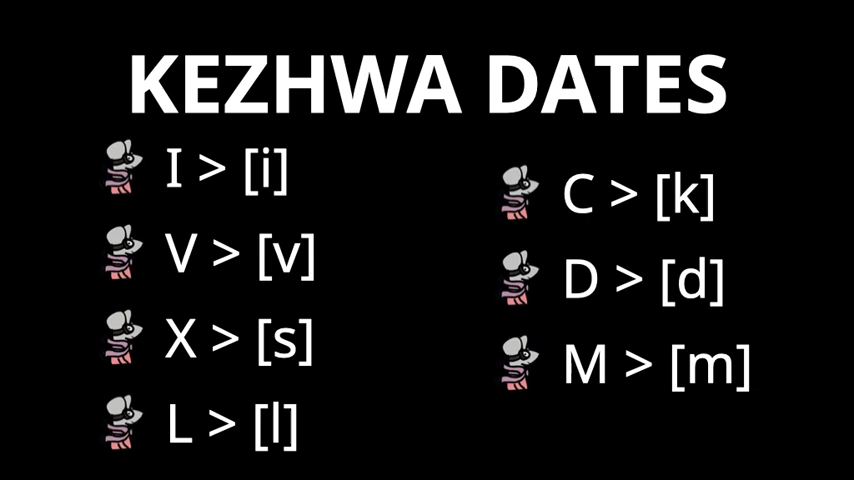 KEZHWA DATES
I > [i]
V > [v]
X > [s]
L > [l]
C > [k]
D > [d]
M > [m]